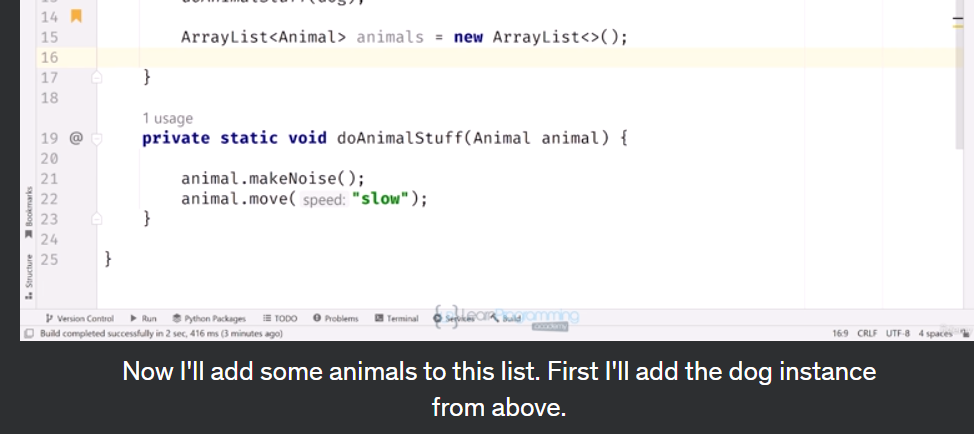 14
15 ArrayList<Animal> animals = new ArrayList<>();
16
17 }
18
1 usage
19 @ private static void doAnimalStuff(Animal animal) {
20
21 animal.makeNoise();
22 animal.move( speed: "slow");
23 }
24
25 }
Bookmarks
Structure
Version Control Run Python Packages TODO Problems Terminal Services Build
Build completed successfully in 2 sec, 416 ms (3 minutes ago) 16:9 CRLF UTF-8 4 spaces
LearnProgramming
academy
Now I'll add some animals to this list. First I'll add the dog instance
from above.